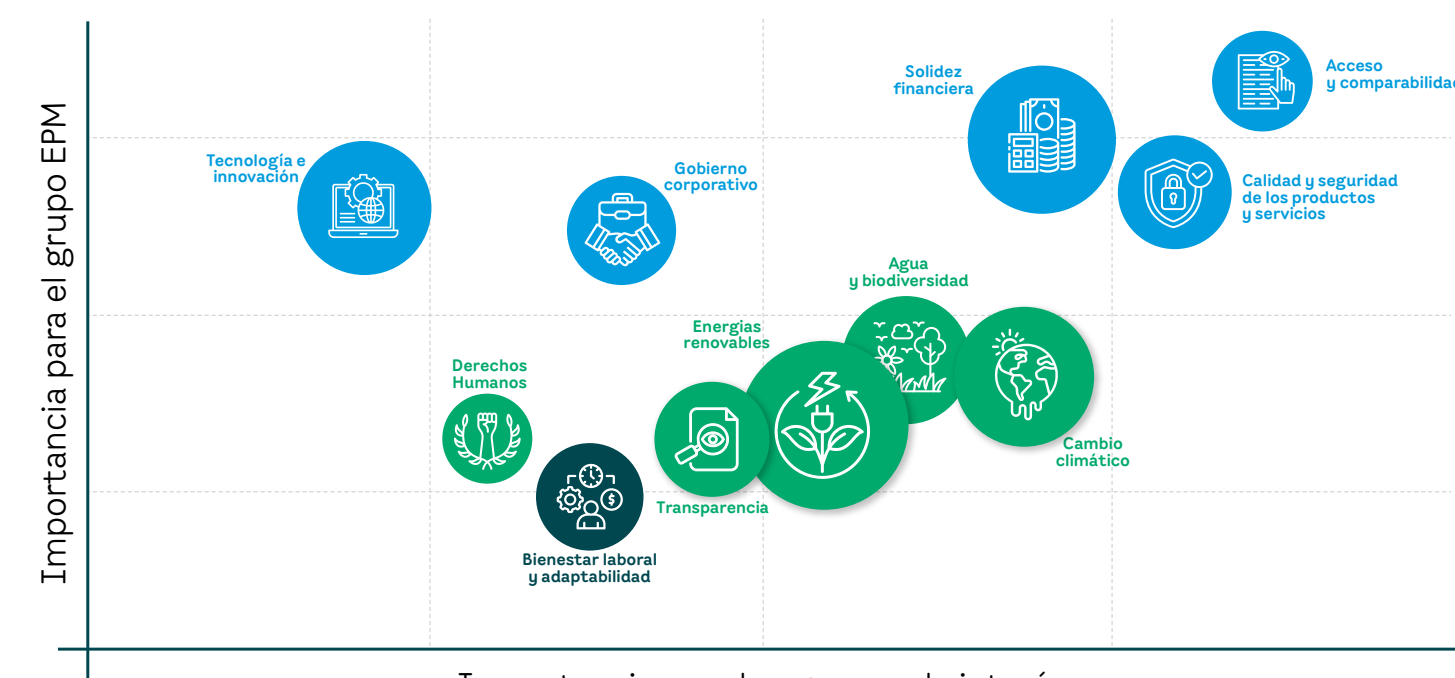 Importancia para el grupo EPM
Solidez
financiera
Acceso
y comparabilidad
Tecnología e
innovación
Gobierno
corporativo
Calidad y seguridad
de los productos
y servicios
Agua
y biodiversidad
Energias
renovables
Derechos
Humanos
Cambio
climático
Transparencia
Bienestar laboral
y adaptabilidad